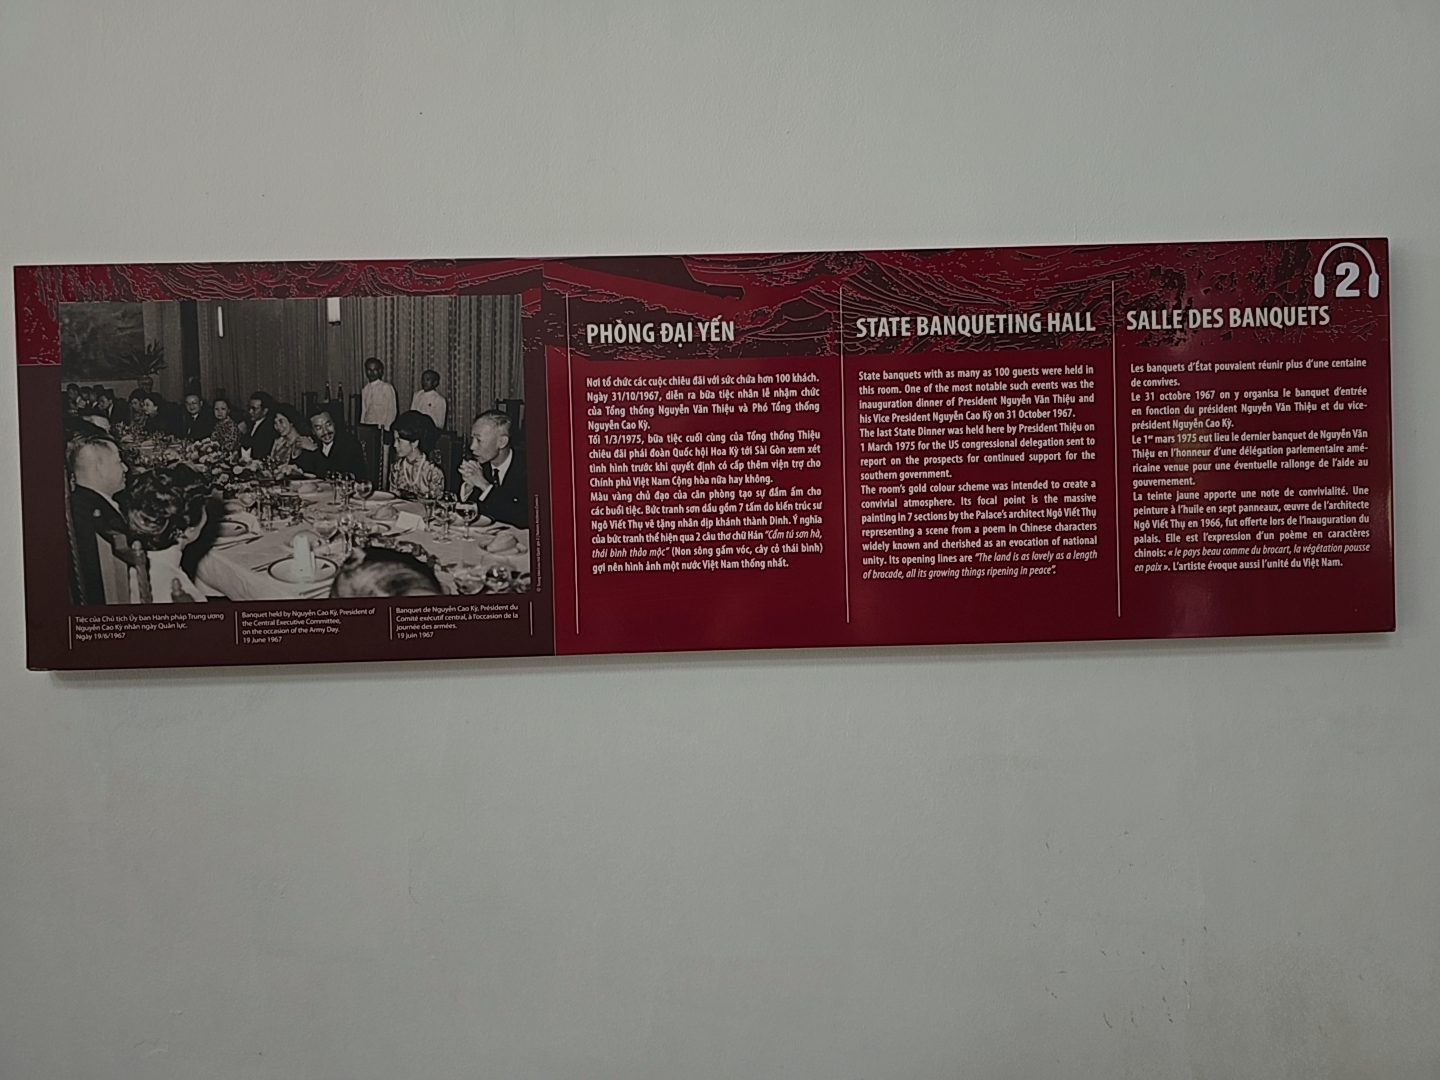 2
PHÒNG ĐẠI YẾN
Nơi tổ chức các cuộc chiêu đãi với sức chứa hơn 100 khách.
Ngày 31/10/1967, diễn ra bữa tiệc nhân lễ nhậm chức
của Tổng thống Nguyễn Văn Thiệu và Phó Tổng thống
Nguyễn Cao Kỳ.
Tối 1/3/1975, bữa tiệc cuối cùng của Tổng thống Thiệu
chiêu đãi phái đoàn Quốc hội Hoa Kỳ tới Sài Gòn xem xét
tình hình trước khi quyết định có cấp thêm viện trợ cho
Chính phủ Việt Nam Cộng hòa nữa hay không.
Màu vàng chủ đạo của căn phòng tạo sự đầm ấm cho
các buổi tiệc. Bức tranh sơn dầu gồm 7 tấm do kiến trúc sư
Ngô Viết Thụ vẽ tặng nhân dịp khánh thành Dinh. Ý nghĩa
của bức tranh thể hiện qua 2 câu thơ chữ Hán "Cẩm tú sơn hà,
thái bình thảo mộc" (Non sông gấm vóc, cây cỏ thái bình)
gợi nên hình ảnh một nước Việt Nam thống nhất.
STATE BANQUETING HALL
State banquets with as many as 100 guests were held in
this room. One of the most notable such events was the
inauguration dinner of President Nguyễn Văn Thiệu and
his Vice President Nguyễn Cao Kỳ on 31 October 1967.
The last State Dinner was held here by President Thiệu on
1 March 1975 for the US congressional delegation sent to
report on the prospects for continued support for the
southern government.
The room's gold colour scheme was intended to create a
convivial atmosphere. Its focal point is the massive
painting in 7 sections by the Palace's architect Ngô Viết Thụ
representing a scene from a poem in Chinese characters
widely known and cherished as an evocation of national
unity. Its opening lines are "The land is as lovely as a length
of brocade, all its growing things ripening in peace".
SALLE DES BANQUETS
Les banquets d'État pouvaient réunir plus d'une centaine
de convives.
Le 31 octobre 1967 on y organisa le banquet d'entrée
en fonction du président Nguyễn Văn Thiệu et du vice-
président Nguyễn Cao Kỳ.
Le 1er mars 1975 eut lieu le dernier banquet de Nguyễn Văn
Thiệu en l'honneur d'une délégation parlementaire amé-
ricaine venue pour une éventuelle rallonge de l'aide au
gouvernement.
La teinte jaune apporte une note de convivialité. Une
peinture à l'huile en sept panneaux, œuvre de l'architecte
Ngô Viết Thụ en 1966, fut offerte lors de l'inauguration du
palais. Elle est l'expression d'un poème en caractères
chinois: « le pays beau comme du brocart, la végétation pousse
en paix ». L'artiste évoque aussi l'unité du Việt Nam.
Tiệc của Chủ tịch Ủy ban Hành pháp Trung ương
Nguyễn Cao Kỳ nhân ngày Quân lực.
Ngày 19/6/1967
Banquet held by Nguyễn Cao Kỳ, President of
the Central Executive Committee,
on the occasion of the Army Day.
19 June 1967
Banquet de Nguyễn Cao Kỳ, Président du
Comité exécutif central, à l'occasion de la
journée des armées.
19 juin 1967